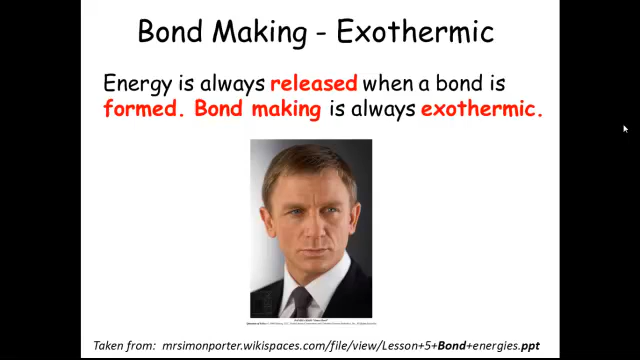 Bond Making - Exothermic
Energy is always released when a bond is
formed. Bond making is always exothermic.
Taken from:  mrsimonporter.wikispaces.com/file/view/Lesson+5+Bond+energies.ppt